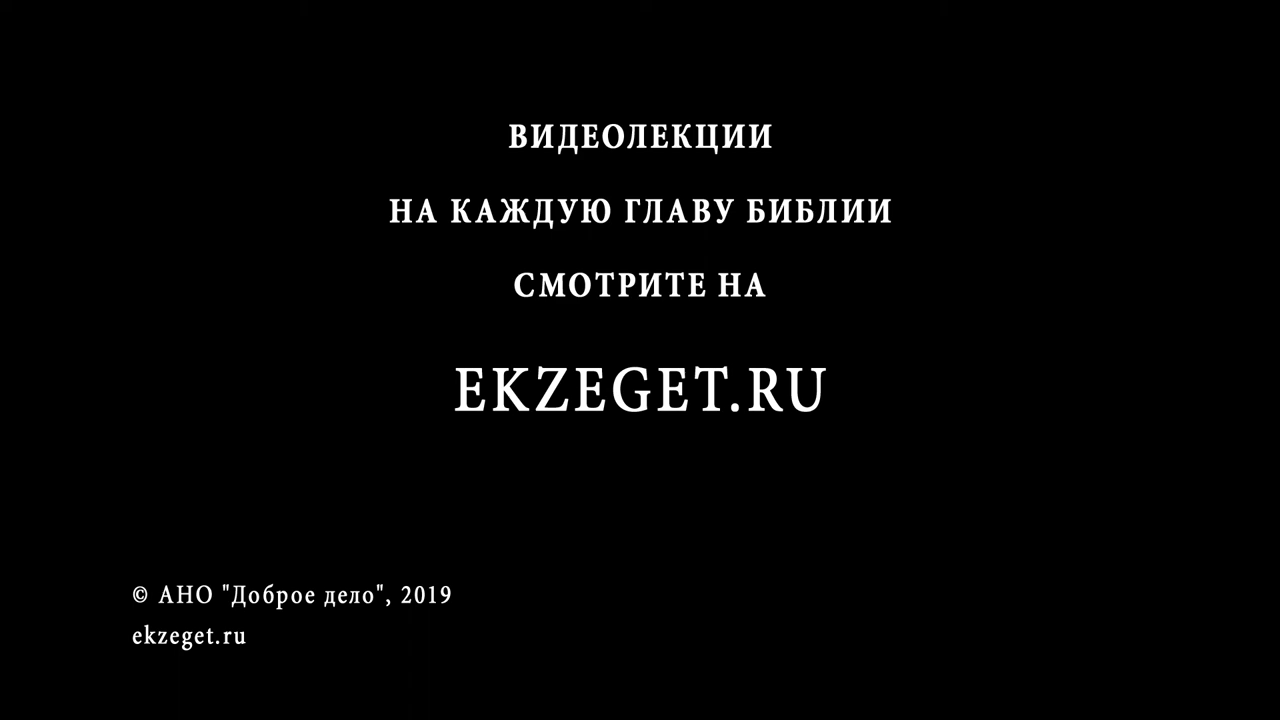 ВИДЕОЛЕКЦИИ
НА КАЖДУЮ ГЛАВУ БИБЛИИ
СМОТРИТЕ НА
EKZEGET.RU
© АНО "Доброе дело", 2019
ekzeget.ru